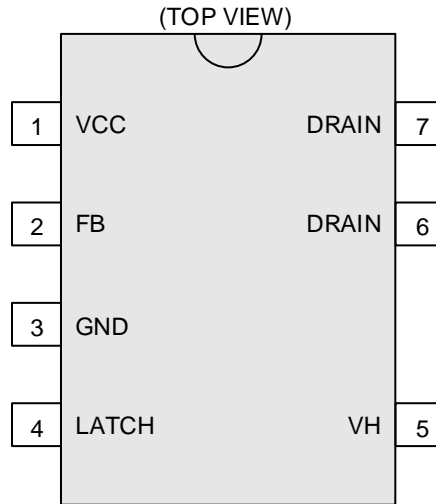 (TOP VIEW)
1 VCC DRAIN 7
2 FB DRAIN 6
3 GND
4 LATCH VH 5